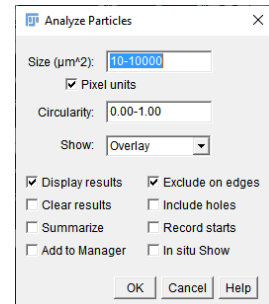 Analyze Particles
Size (µm^2): 10-10000
Pixel units
Circularity: 0.00-1.00
Show: Overlay
Display results Exclude on edges
Clear results Include holes
Summarize Record starts
Add to Manager In situ Show
OK Cancel Help